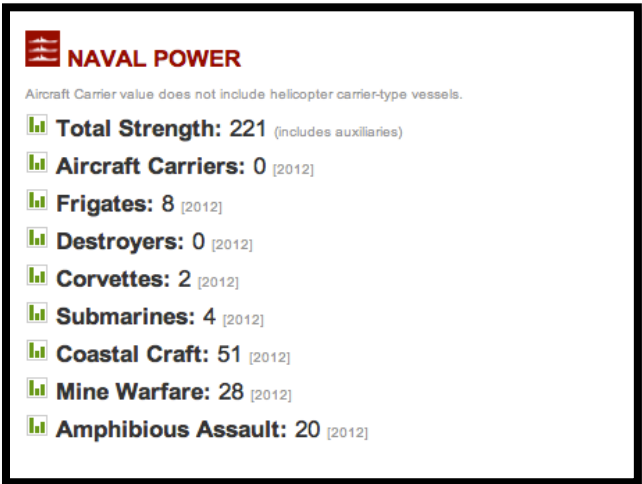 NAVAL POWER
Aircraft Carrier value does not include helicopter carrier-type vessels.
Total Strength: 221 (includes auxiliaries)
Aircraft Carriers: 0 [2012]
Frigates: 8 [2012]
Destroyers: 0 [2012]
Corvettes: 2 [2012]
Submarines: 4 [2012]
Coastal Craft: 51 [2012]
Mine Warfare: 28 [2012]
Amphibious Assault: 20 [2012]